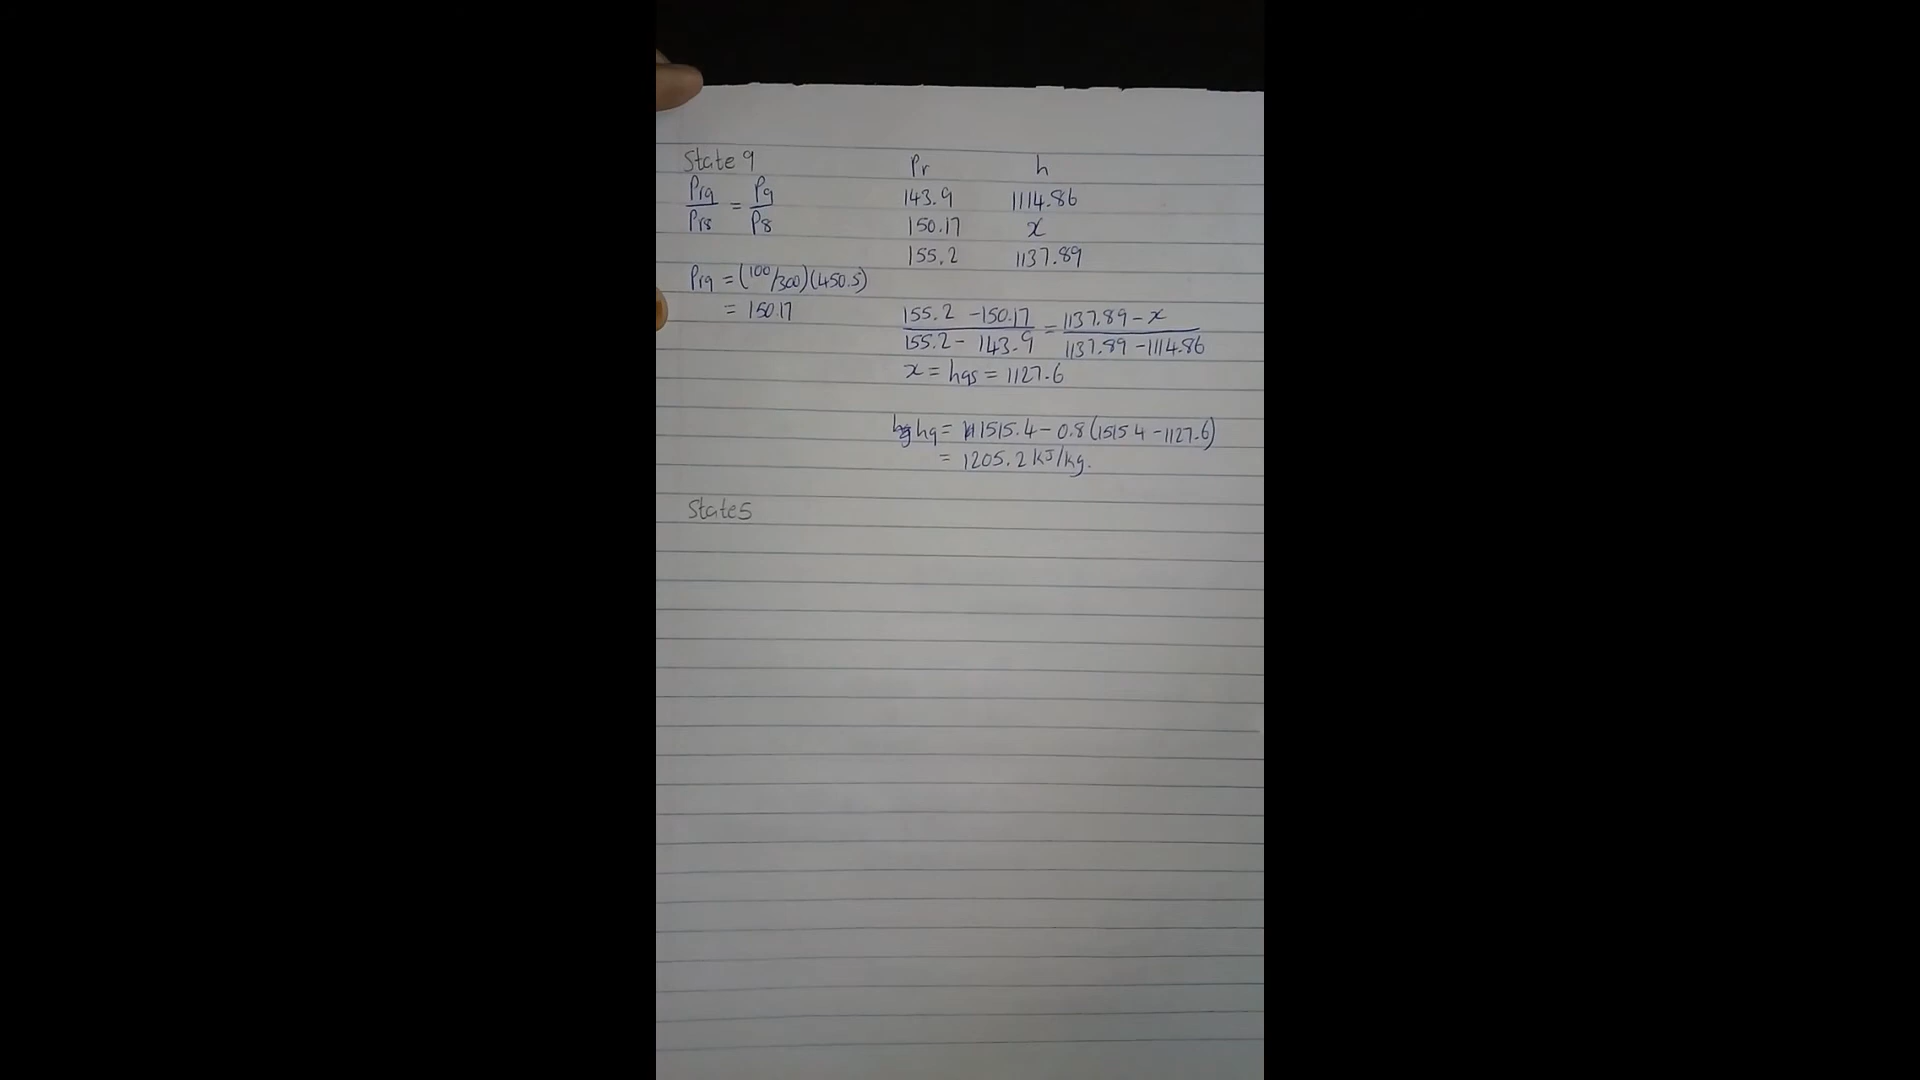 State 9
Pr9/Pr8 = P9/P8
Pr9 = (100/300)(450.5)
= 150.17
Pr h
143.9 1114.86
150.17 x
155.2 1137.89
155.2 - 150.17 / 155.2 - 143.9 = 1137.89 - x / 1137.89 - 1114.86
x = h9s = 1127.6
h9 = 1515.4 - 0.8(1515.4 - 1127.6)
= 1205.2 kJ/kg.
State 5